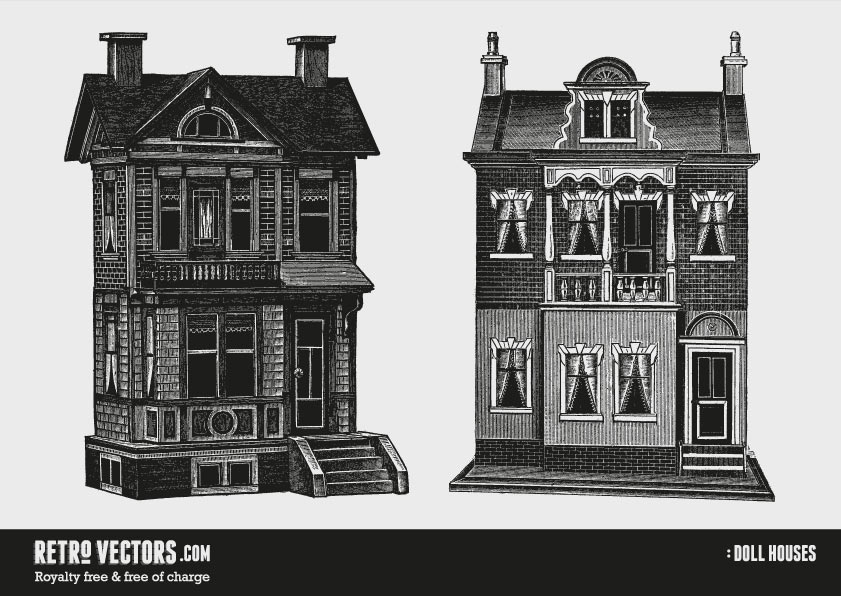 RETRO VECTORS.COM
Royalty free & free of charge
: DOLL HOUSES